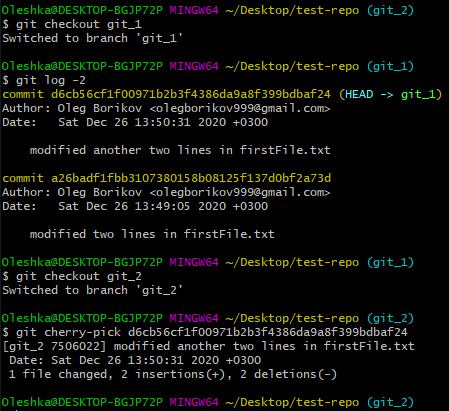 Oleshka@DESKTOP-BGJP72P MINGW64 ~/Desktop/test-repo (git_2)
$ git checkout git_1
Switched to branch 'git_1'
Oleshka@DESKTOP-BGJP72P MINGW64 ~/Desktop/test-repo (git_1)
$ git log -2
commit d6cb56cf1f00971b2b3f4386da9a8f399bdbaf24 (HEAD -> git_1)
Author: Oleg Borikov <olegborikov999@gmail.com>
Date:   Sat Dec 26 13:50:31 2020 +0300
modified another two lines in firstFile.txt
commit a26badf1fbb3107380158b08125f137d0bf2a73d
Author: Oleg Borikov <olegborikov999@gmail.com>
Date:   Sat Dec 26 13:49:05 2020 +0300
modified two lines in firstFile.txt
Oleshka@DESKTOP-BGJP72P MINGW64 ~/Desktop/test-repo (git_1)
$ git checkout git_2
Switched to branch 'git_2'
Oleshka@DESKTOP-BGJP72P MINGW64 ~/Desktop/test-repo (git_2)
$ git cherry-pick d6cb56cf1f00971b2b3f4386da9a8f399bdbaf24
[git_2 7506022] modified another two lines in firstFile.txt
Date: Sat Dec 26 13:50:31 2020 +0300
1 file changed, 2 insertions(+), 2 deletions(-)
Oleshka@DESKTOP-BGJP72P MINGW64 ~/Desktop/test-repo (git_2)